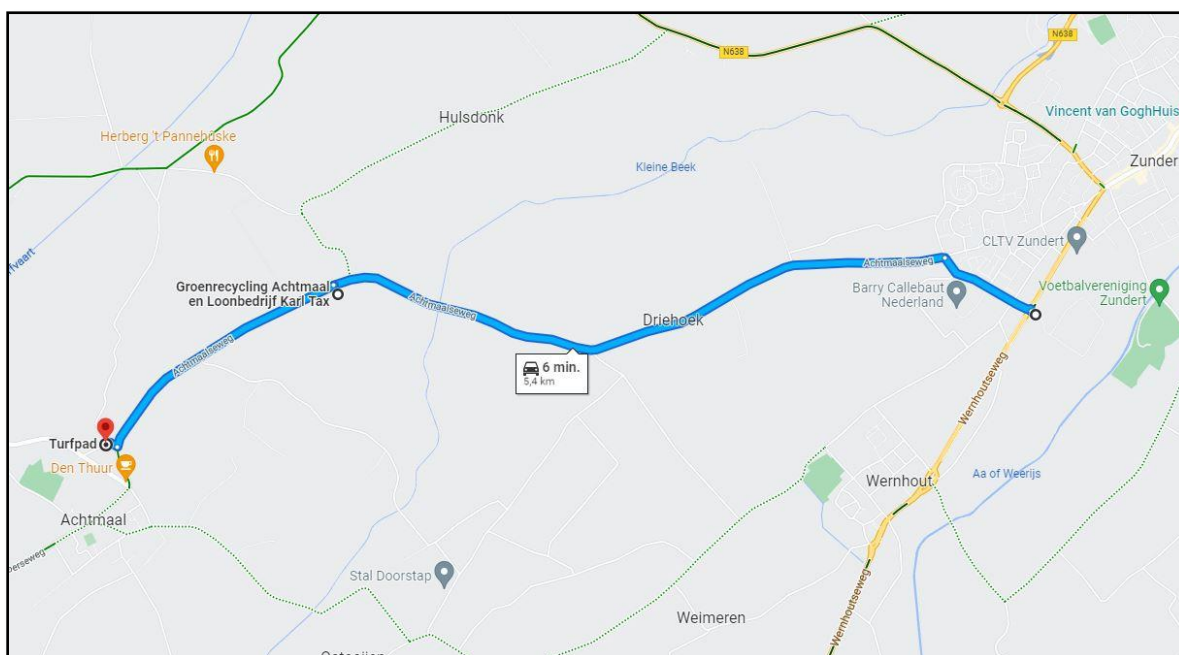 N638
N638
Vincent van GoghHuis
Hulsdonk
Herberg 't Pannehuske
Zunder
Kleine Beek
CLTV Zundert
fvaart
Achtmaalseweg
Groenrecycling Achtmaal
en Loonbedrijf Karl Tax
Barry Callebaut
Nederland
Voetbalvereniging
Zundert
Achtmaalseweg
Driehoek
Achtmaalseweg
6 min.
5,4 km
Wernhoutseweg
Turfpad
Den Thuur
Wernhout
Aa of Weerijs
Achtmaal
perseweg
Stal Doorstap
Wernhoutseweg
Weimeren